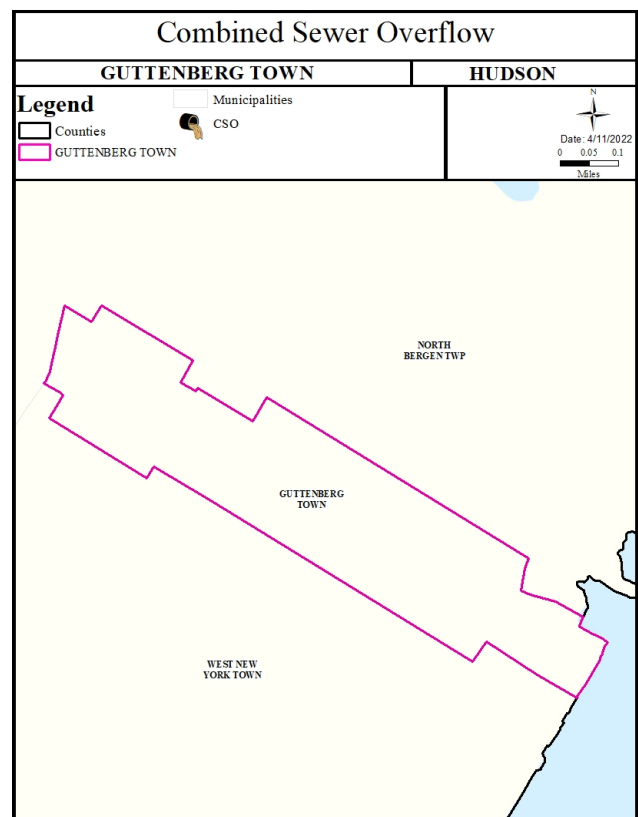 Combined Sewer Overflow
GUTTENBERG TOWN
HUDSON
Legend
Counties
GUTTENBERG TOWN
Municipalities
CSO
N
Date: 4/11/2022
0 0.05 0.1
Miles
NORTH
BERGEN TWP
GUTTENBERG
TOWN
WEST NEW
YORK TOWN